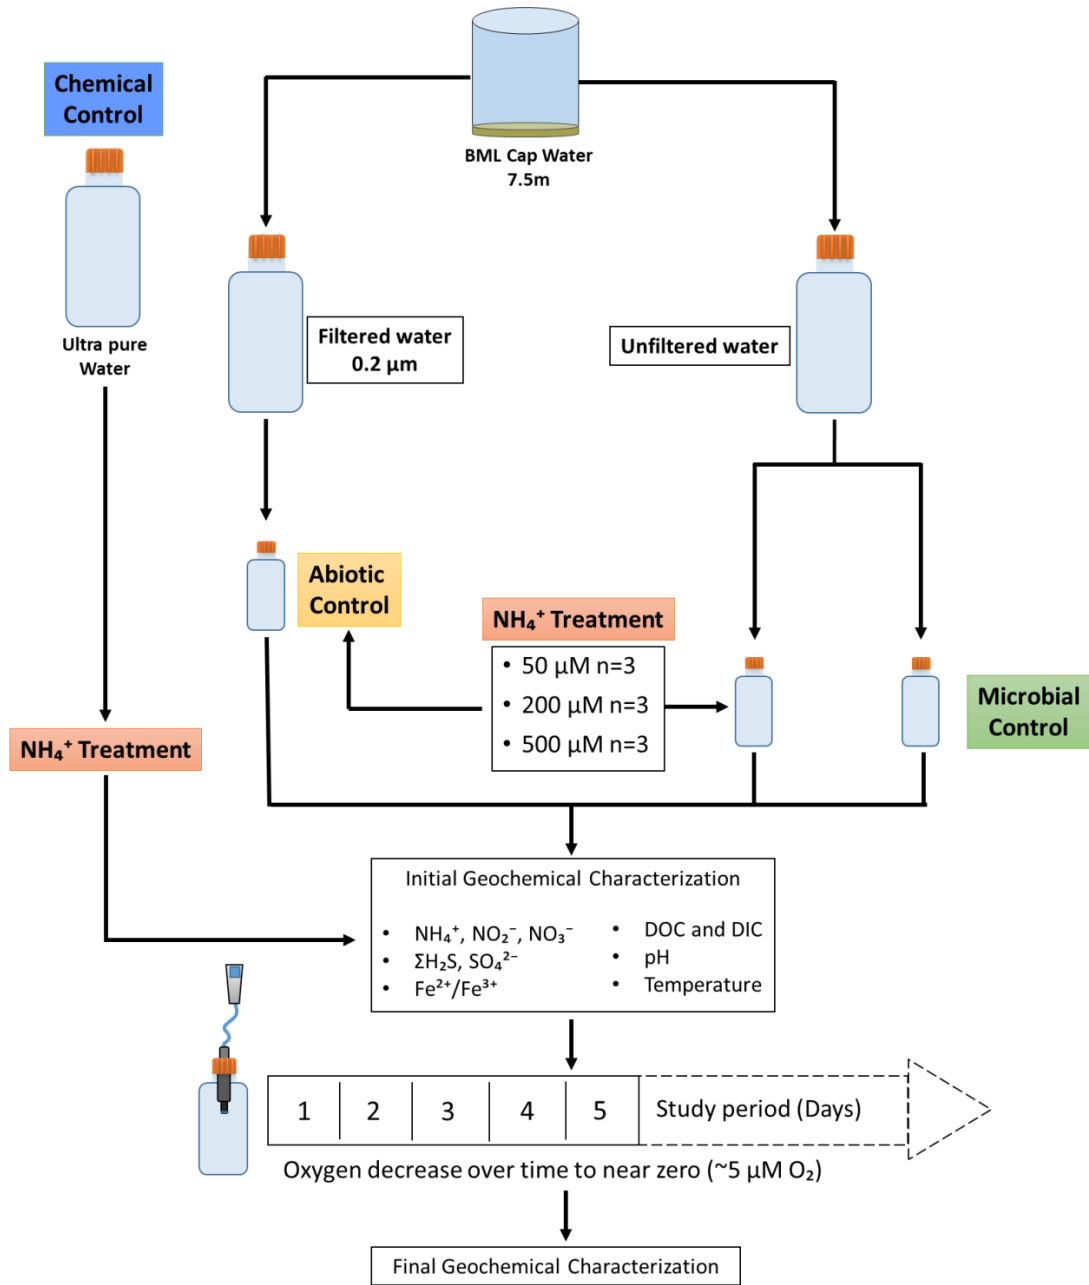 Chemical
Control
BML Cap Water
7.5m
Ultra pure
Water
Filtered water
0.2 µm
Unfiltered water
Abiotic
Control
NH₄⁺ Treatment
• 50 µM n=3
• 200 µM n=3
• 500 µM n=3
Microbial
Control
NH₄⁺ Treatment
Initial Geochemical Characterization
• NH₄⁺, NO₂⁻, NO₃⁻
• ΣH₂S, SO₄²⁻
• Fe²⁺/Fe³⁺
• DOC and DIC
• pH
• Temperature
1 2 3 4 5 Study period (Days)
Oxygen decrease over time to near zero (~5 µM O₂)
Final Geochemical Characterization